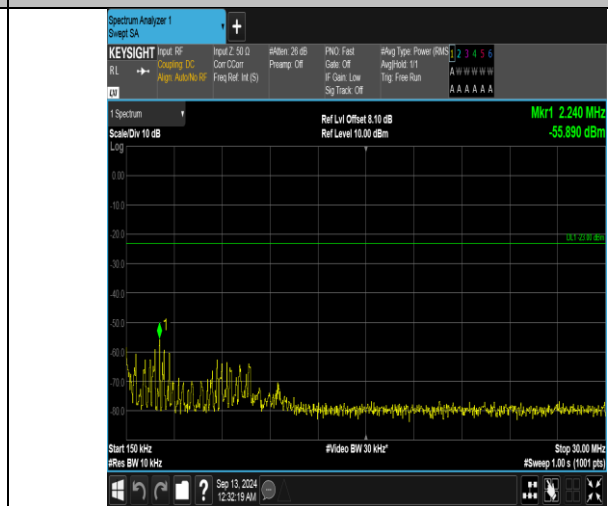 Spectrum Analyzer 1
Swept SA
+
KEYSIGHT Input: RF Input Z: 50 Ω #Atten: 26 dB PNO: Fast #Avg Type: Power (RMS 1 2 3 4 5 6
RL Coupling: DC Corr CCorr Preamp: Off Gate: Off Avg|Hold: 1/1 A W W W W W
Align: Auto/No RF Freq Ref: Int (S) IF Gain: Low Trig: Free Run
Sig Track: Off A A A A A A
LXI
1 Spectrum Ref Lvl Offset 8.10 dB Mkr1 2.240 MHz
Scale/Div 10 dB Ref Level 10.00 dBm -55.890 dBm
Log
0.00
-10.0
-20.0
DL1 -23.00 dBm
-30.0
-40.0
-50.0
1
-60.0
-70.0
-80.0
Start 150 kHz #Video BW 30 kHz* Stop 30.00 MHz
#Res BW 10 kHz #Sweep 1.00 s (1001 pts)
? Sep 13, 2024
12:32:19 AM